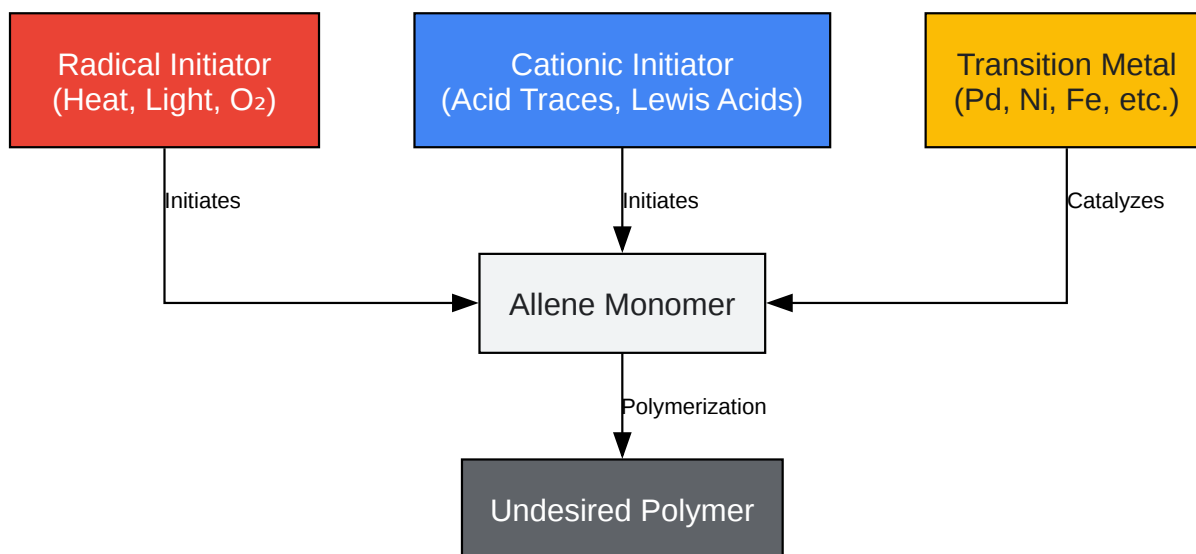 Radical Initiator
(Heat, Light, O₂)
Cationic Initiator
(Acid Traces, Lewis Acids)
Transition Metal
(Pd, Ni, Fe, etc.)
Initiates
Initiates
Catalyzes
Allene Monomer
Polymerization
Undesired Polymer